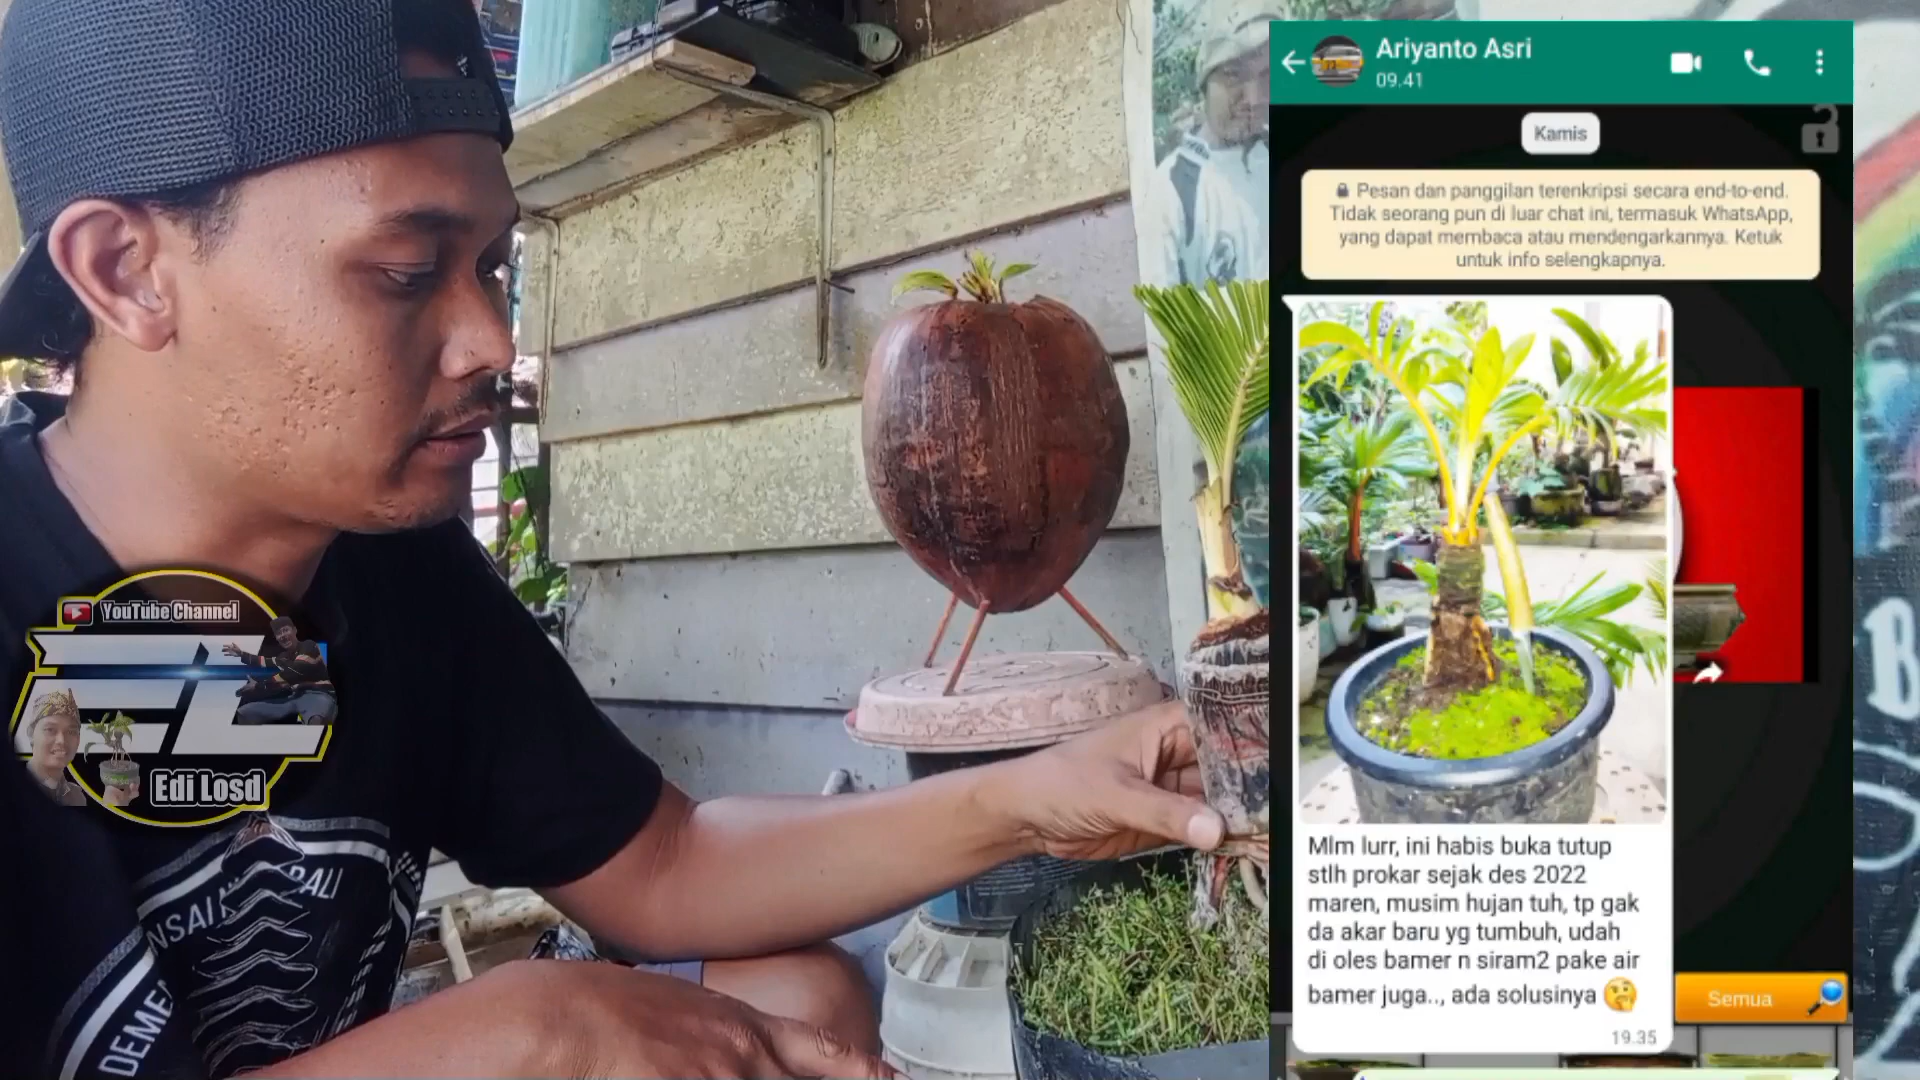 YouTube Channel
EL
Edi Losd
BALI
DEME
Ariyanto Asri
09.41
Kamis
Pesan dan panggilan terenkripsi secara end-to-end.
Tidak seorang pun di luar chat ini, termasuk WhatsApp,
yang dapat membaca atau mendengarkannya. Ketuk
untuk info selengkapnya.
Mlm lurr, ini habis buka tutup
stlh prokar sejak des 2022
maren, musim hujan tuh, tp gak
da akar baru yg tumbuh, udah
di oles bamer n siram2 pake air
bamer juga.., ada solusinya 🤔
19.35
Semua
B